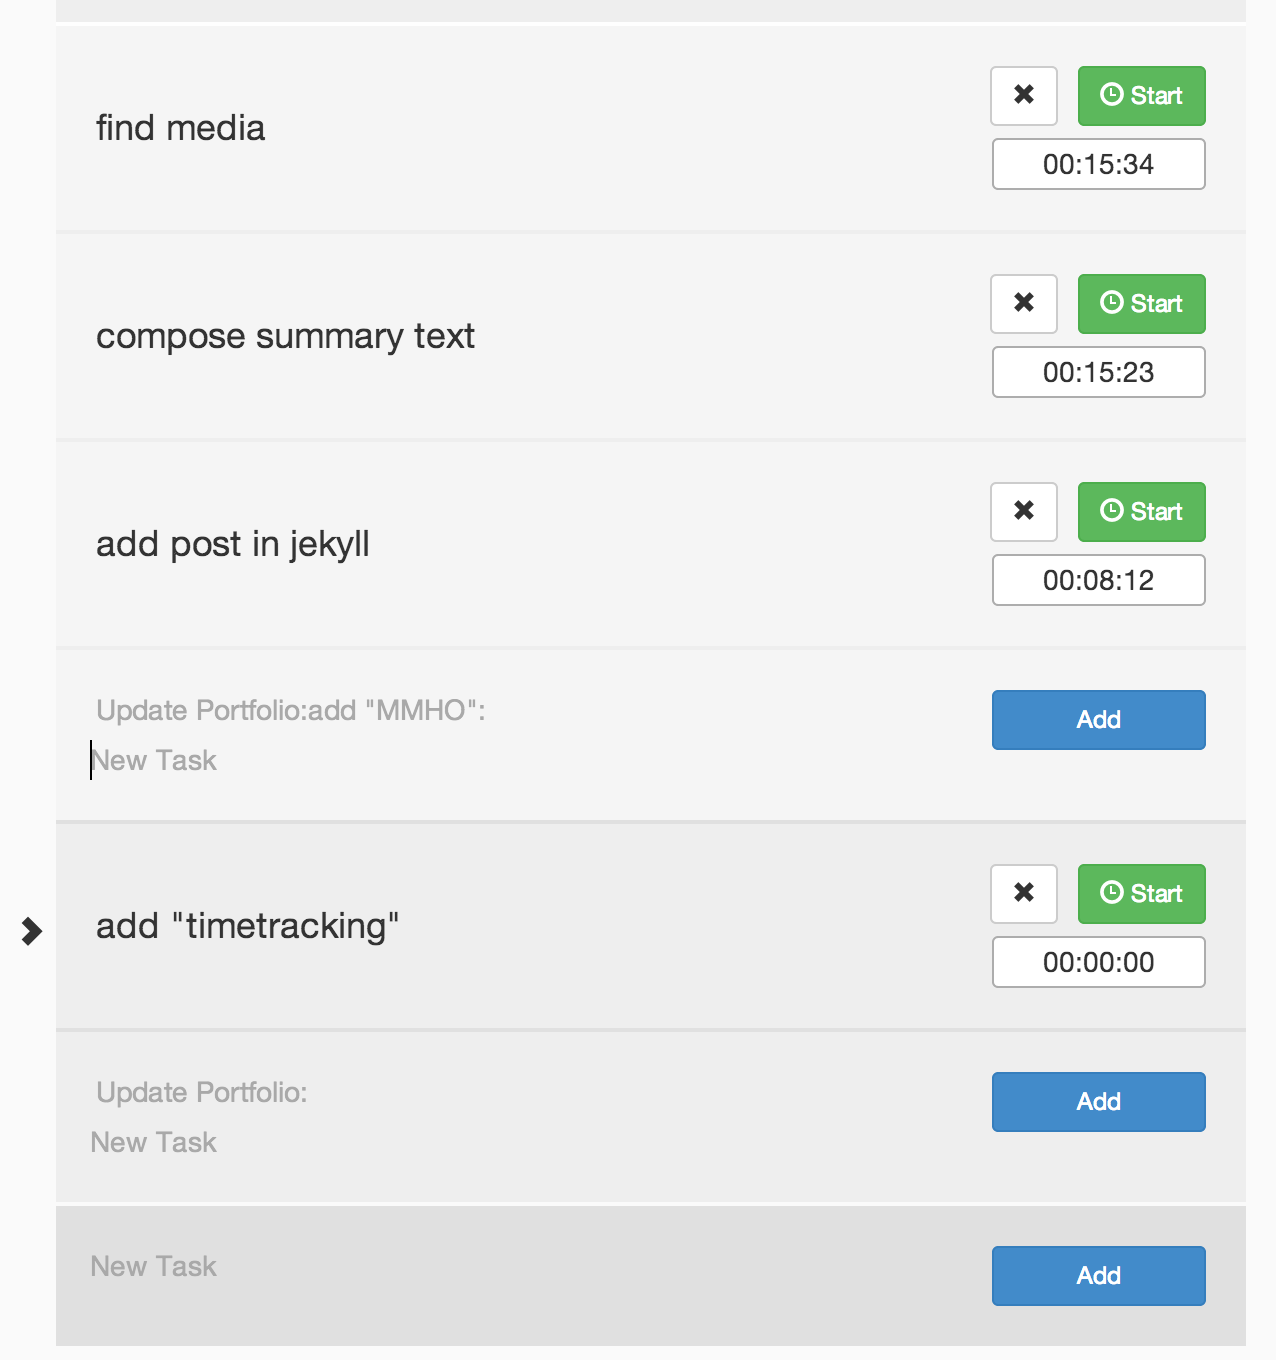 find media
Start
00:15:34
compose summary text
Start
00:15:23
add post in jekyll
Start
00:08:12
Update Portfolio:add "MMHO":
Add
New Task
add "timetracking"
Start
00:00:00
Update Portfolio:
Add
New Task
New Task
Add